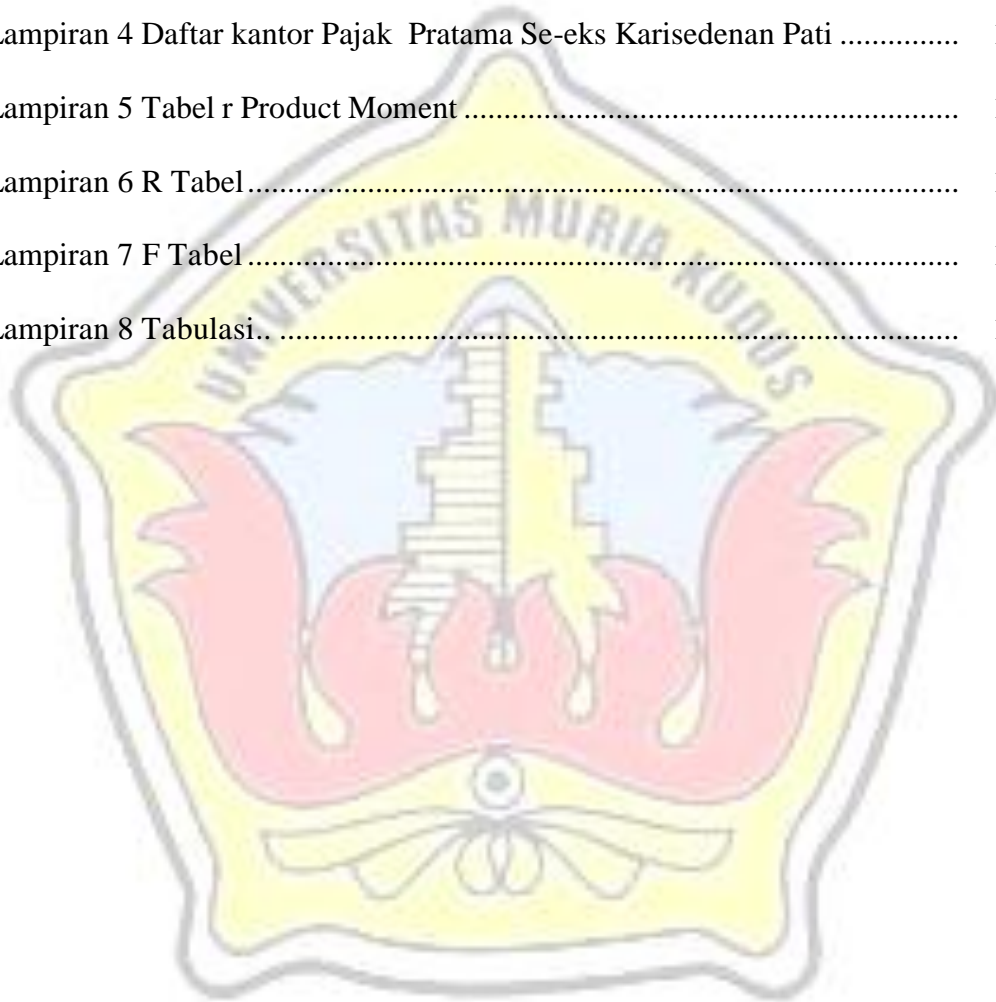 Lampiran 4 Daftar kantor Pajak  Pratama Se-eks Karisedenan Pati ..............
Lampiran 5 Tabel r Product Moment ...........................................................
Lampiran 6 R Tabel.....................................................................................
Lampiran 7 F Tabel.....................................................................................
Lampiran 8 Tabulasi.. .................................................................................
UNIVERSITAS MURIA KUDUS